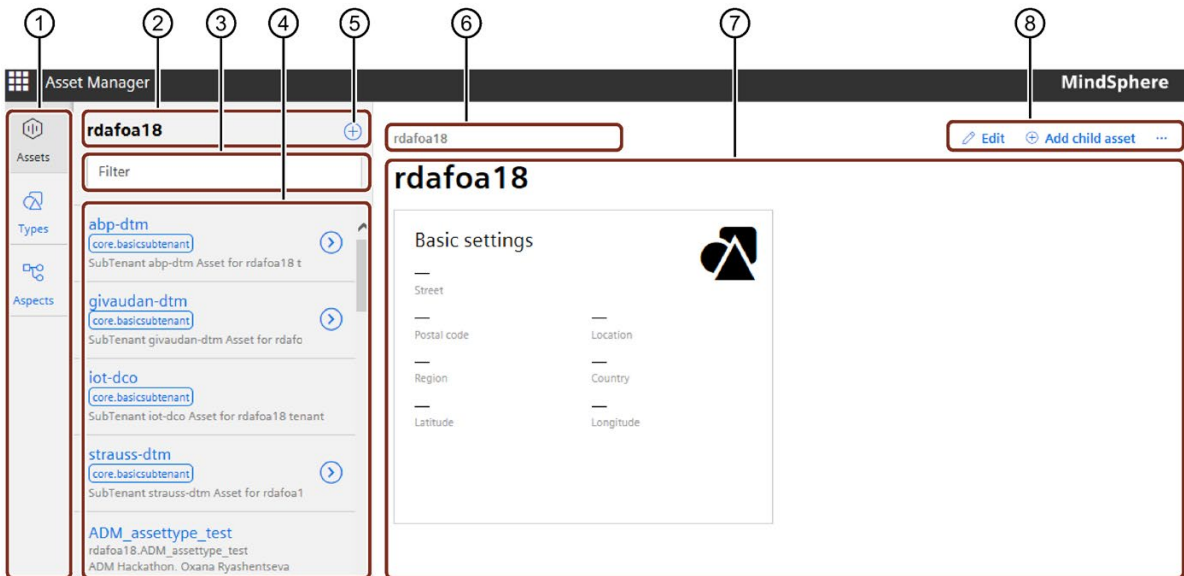 ① ② ③ ④ ⑤ ⑥ ⑦ ⑧
Asset Manager MindSphere
Assets
Types
Aspects
rdafoa18
Filter
abp-dtm
core.basicsubtenant
SubTenant abp-dtm Asset for rdafoa18 t
givaudan-dtm
core.basicsubtenant
SubTenant givaudan-dtm Asset for rdafc
iot-dco
core.basicsubtenant
SubTenant iot-dco Asset for rdafoa18 tenant
strauss-dtm
core.basicsubtenant
SubTenant strauss-dtm Asset for rdafoa1
ADM_assettype_test
rdafoa18.ADM_assettype_test
ADM Hackathon. Oxana Ryashentseva
rdafoa18
Edit Add child asset ...
rdafoa18
Basic settings
—
Street
— —
Postal code Location
— —
Region Country
— —
Latitude Longitude